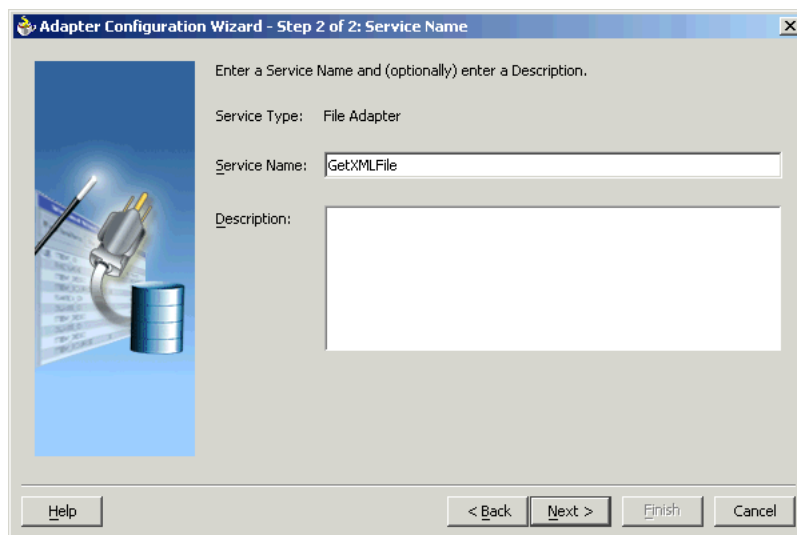 Adapter Configuration Wizard - Step 2 of 2: Service Name
Enter a Service Name and (optionally) enter a Description.
Service Type: File Adapter
Service Name: GetXMLFile
Description:
Help < Back Next > Finish Cancel